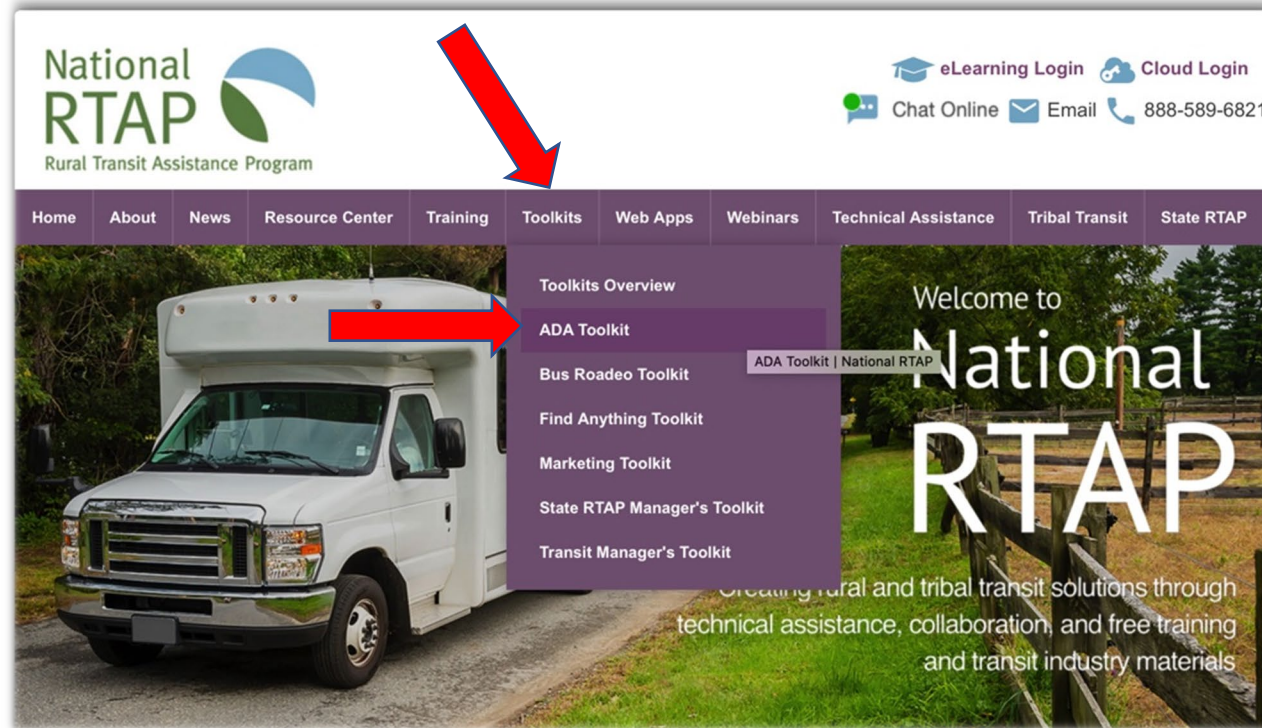 National
RTAP
Rural Transit Assistance Program
eLearning Login Cloud Login
Chat Online Email 888-589-6821
Home About News Resource Center Training Toolkits Web Apps Webinars Technical Assistance Tribal Transit State RTAP
Toolkits Overview
ADA Toolkit
ADA Toolkit | National RTAP
Bus Roadeo Toolkit
Find Anything Toolkit
Marketing Toolkit
State RTAP Manager's Toolkit
Transit Manager's Toolkit
Welcome to
National
RTAP
Creating rural and tribal transit solutions through
technical assistance, collaboration, and free training
and transit industry materials